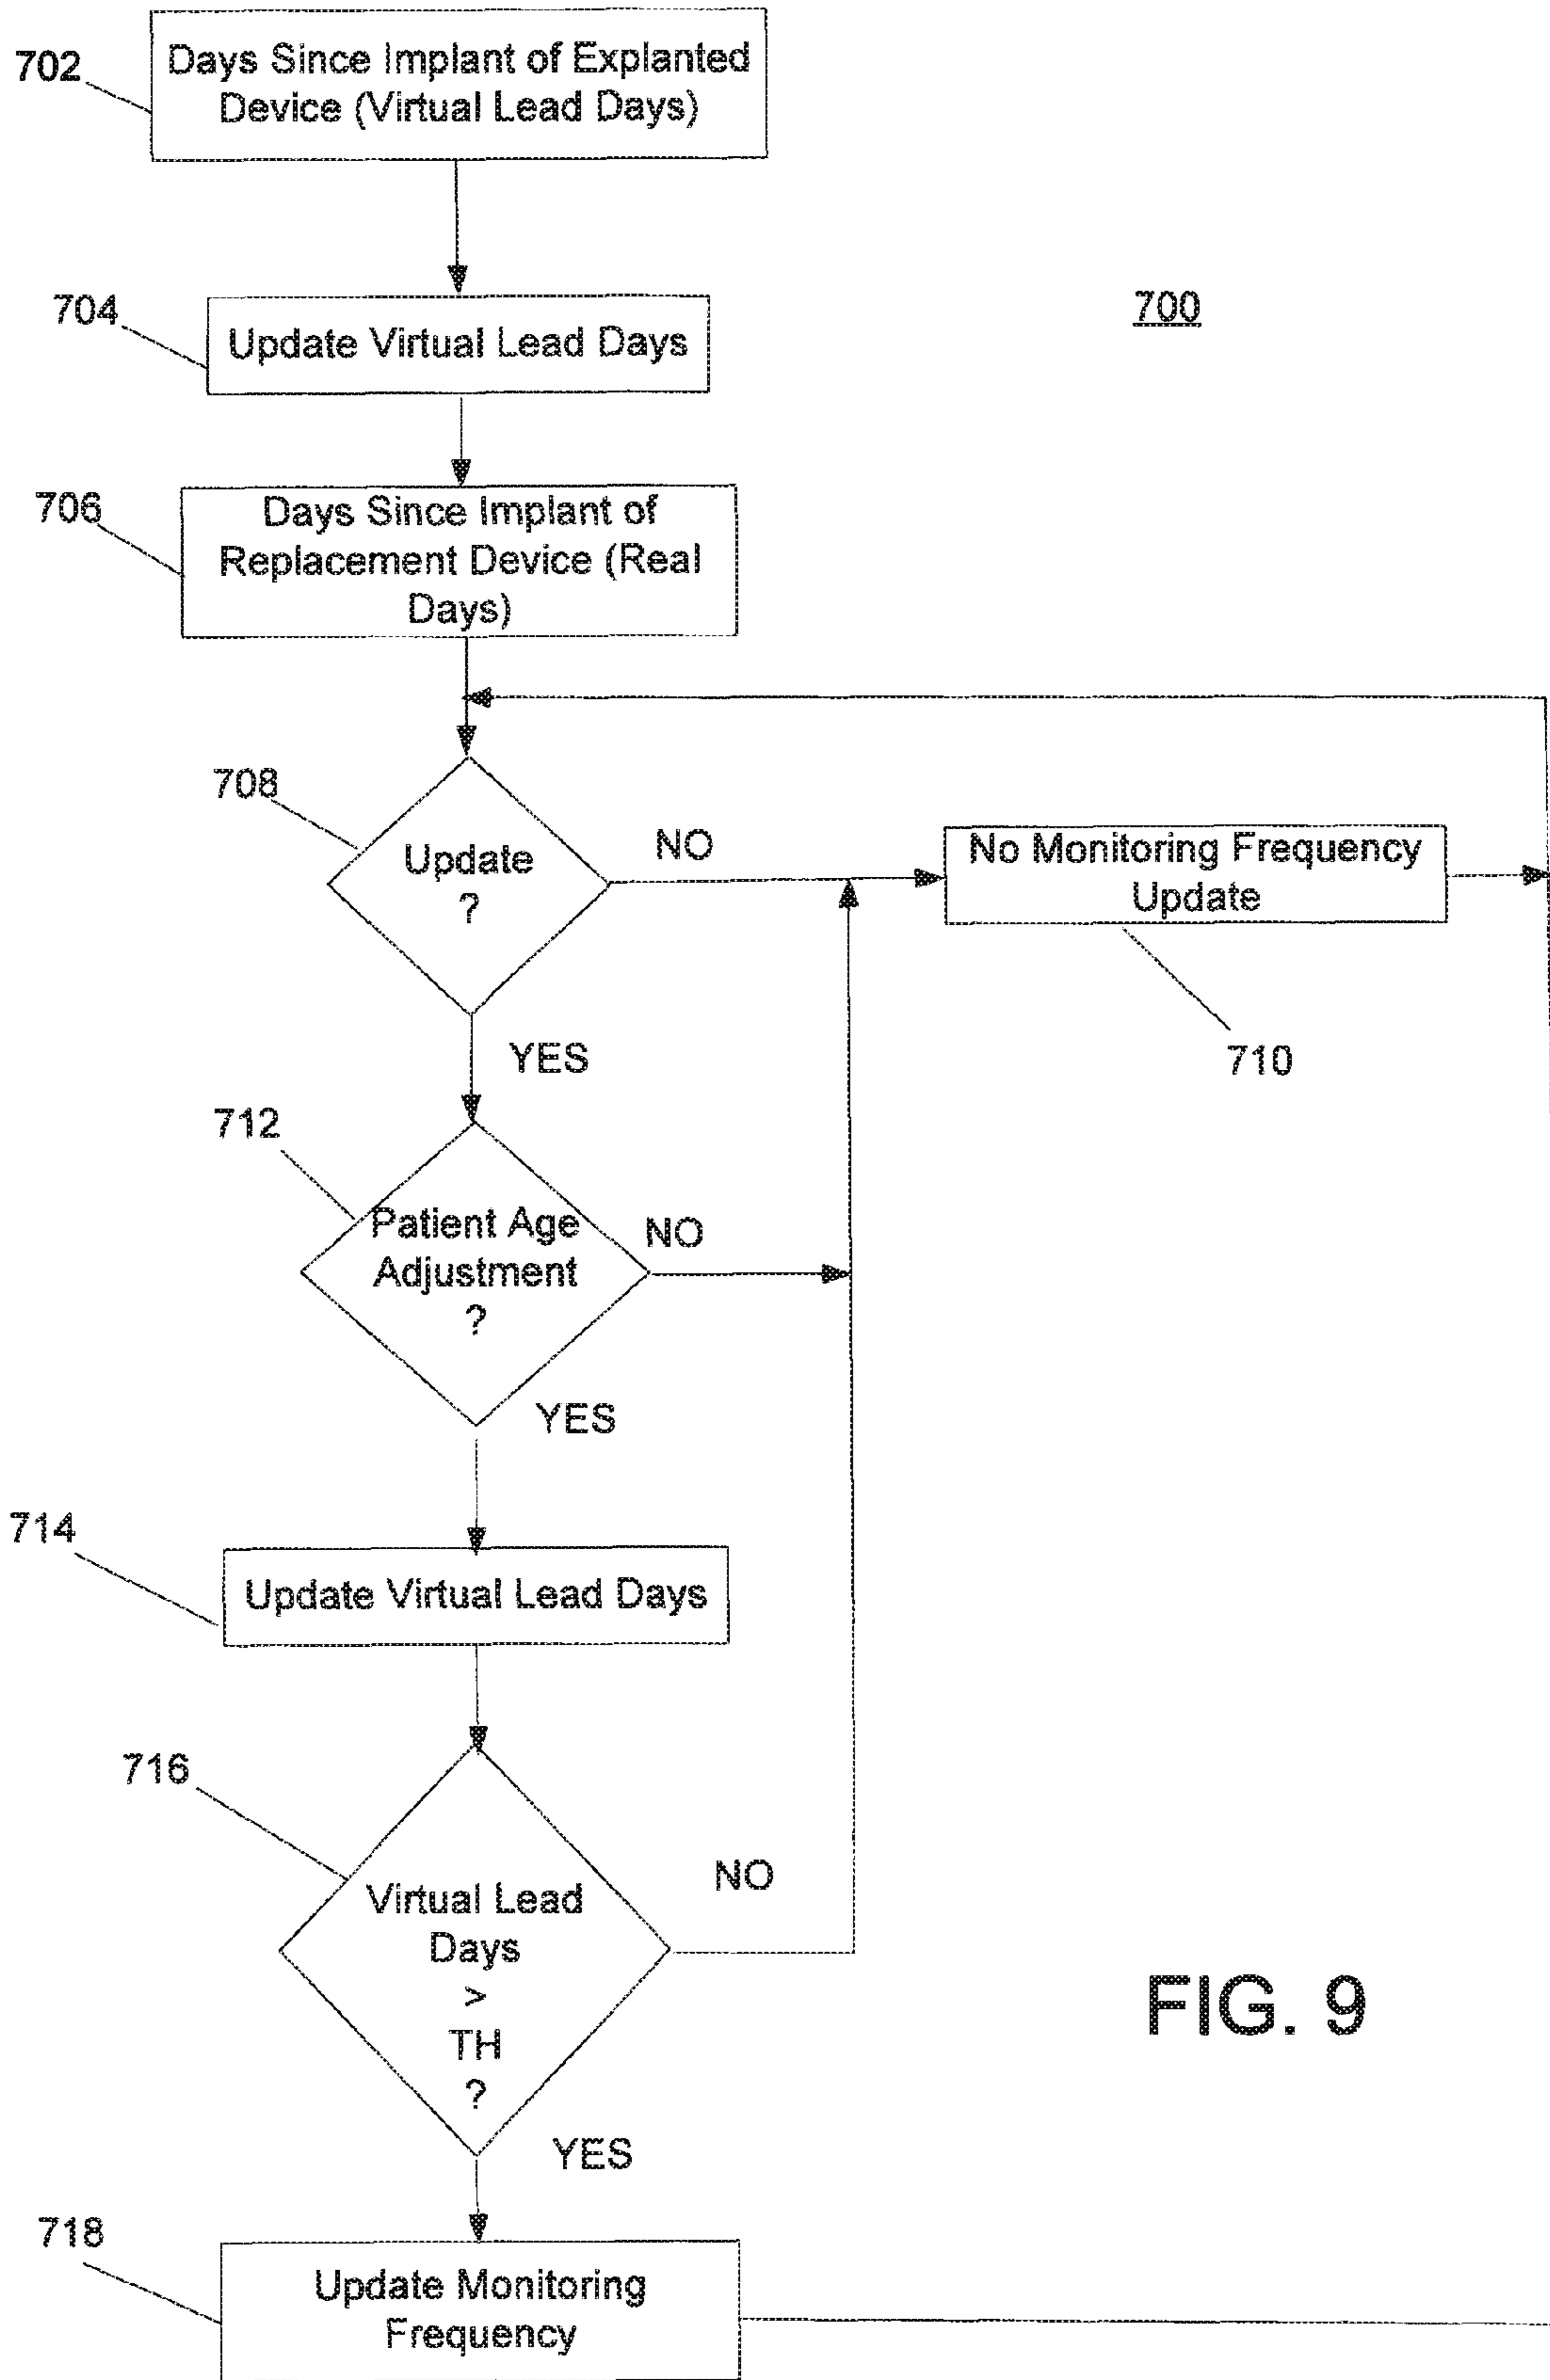 702
Days Since Implant of Explanted
Device (Virtual Lead Days)
704
Update Virtual Lead Days
700
706
Days Since Implant of
Replacement Device (Real
Days)
708
Update
?
NO
No Monitoring Frequency
Update
YES
710
712
Patient Age
Adjustment
?
NO
YES
714
Update Virtual Lead Days
716
Virtual Lead
Days
>
TH
?
NO
YES
FIG. 9
718
Update Monitoring
Frequency